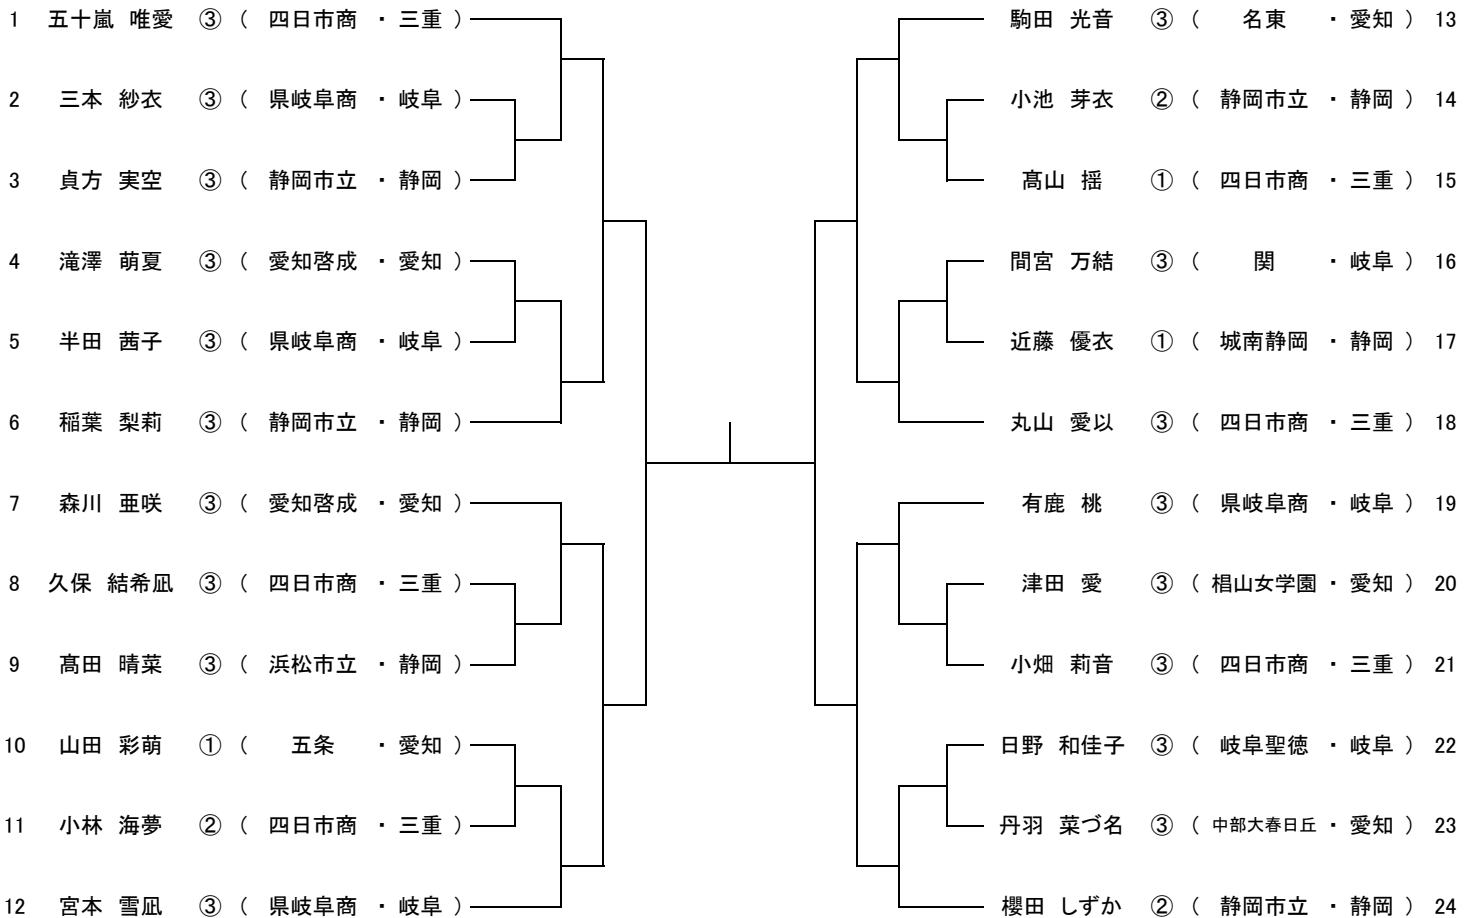 1 五十嵐 唯愛 ③ ( 四日市商 ・ 三重 )
2 三本 紗衣 ③ ( 県岐阜商 ・ 岐阜 )
3 貞方 実空 ③ ( 静岡市立 ・ 静岡 )
4 滝澤 萌夏 ③ ( 愛知啓成 ・ 愛知 )
5 半田 茜子 ③ ( 県岐阜商 ・ 岐阜 )
6 稲葉 梨莉 ③ ( 静岡市立 ・ 静岡 )
7 森川 亜咲 ③ ( 愛知啓成 ・ 愛知 )
8 久保 結希凪 ③ ( 四日市商 ・ 三重 )
9 髙田 晴菜 ③ ( 浜松市立 ・ 静岡 )
10 山田 彩萌 ① ( 五条 ・ 愛知 )
11 小林 海夢 ② ( 四日市商 ・ 三重 )
12 宮本 雪凪 ③ ( 県岐阜商 ・ 岐阜 )
駒田 光音 ③ ( 名東 ・ 愛知 ) 13
小池 芽衣 ② ( 静岡市立 ・ 静岡 ) 14
髙山 揺 ① ( 四日市商 ・ 三重 ) 15
間宮 万結 ③ ( 関 ・ 岐阜 ) 16
近藤 優衣 ① ( 城南静岡 ・ 静岡 ) 17
丸山 愛以 ③ ( 四日市商 ・ 三重 ) 18
有鹿 桃 ③ ( 県岐阜商 ・ 岐阜 ) 19
津田 愛 ③ ( 椙山女学園 ・ 愛知 ) 20
小畑 莉音 ③ ( 四日市商 ・ 三重 ) 21
日野 和佳子 ③ ( 岐阜聖徳 ・ 岐阜 ) 22
丹羽 菜づ名 ③ ( 中部大春日丘 ・ 愛知 ) 23
櫻田 しずか ② ( 静岡市立 ・ 静岡 ) 24